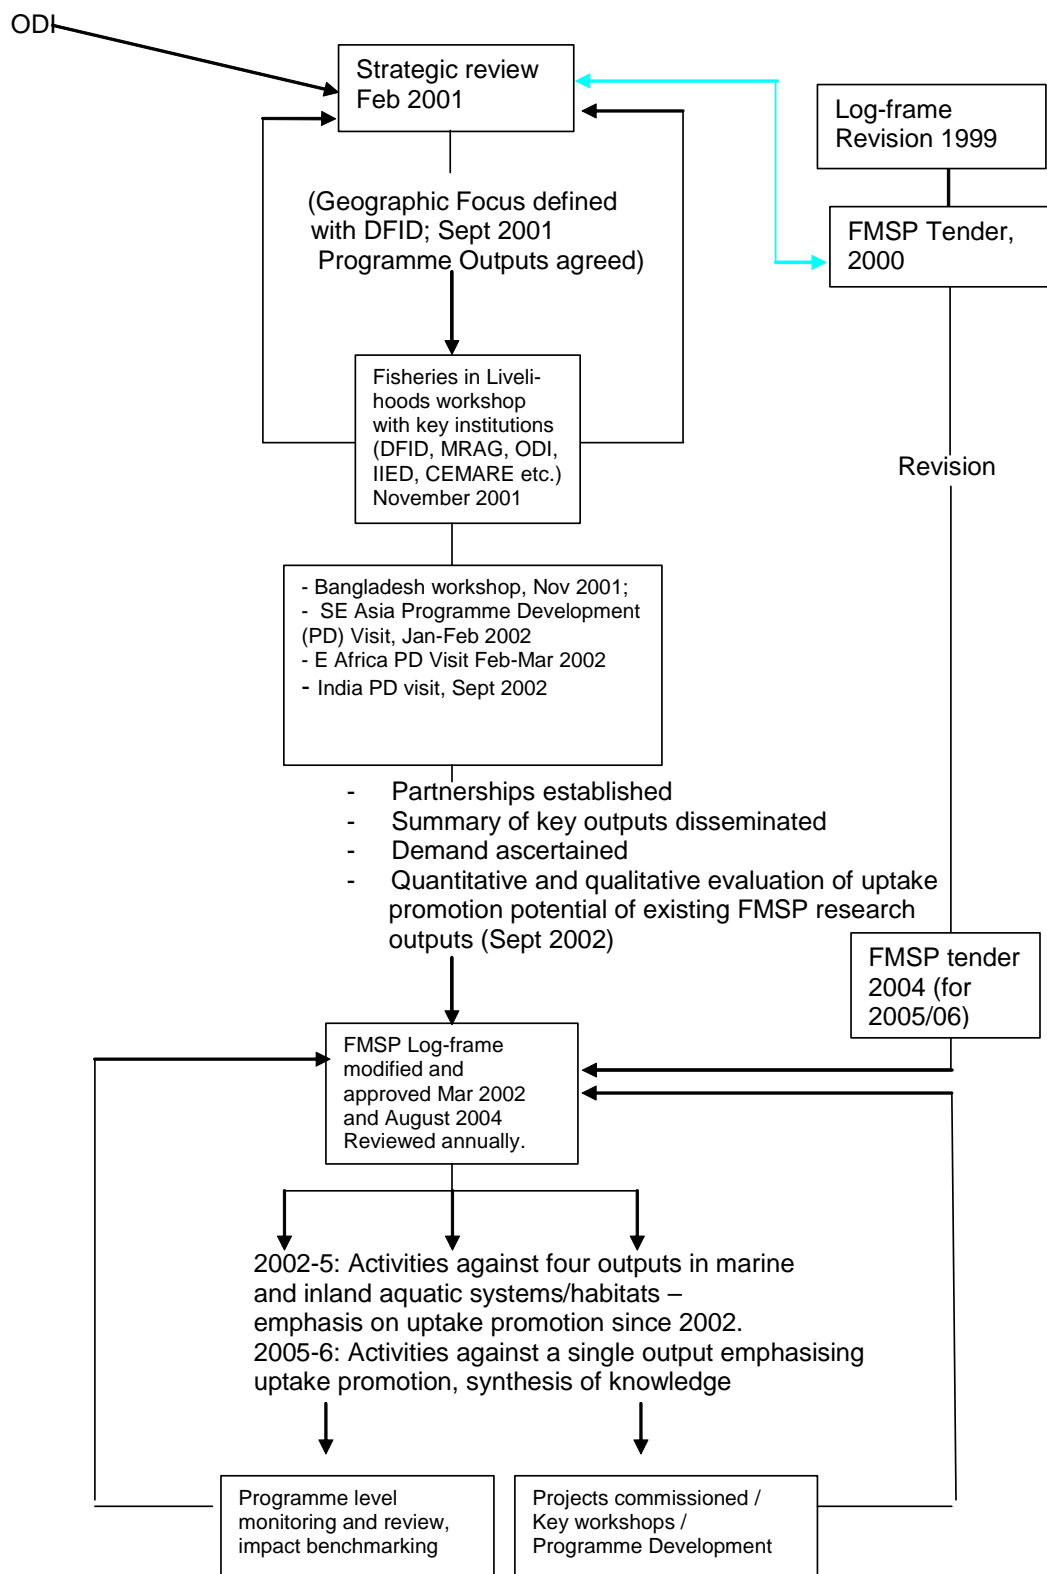 ODI
Strategic review
Feb 2001
Log-frame
Revision 1999
(Geographic Focus defined
with DFID; Sept 2001
Programme Outputs agreed)
FMSP Tender,
2000
Fisheries in Liveli-
hoods workshop
with key institutions
(DFID, MRAG, ODI,
IIED, CEMARE etc.)
November 2001
Revision
- Bangladesh workshop, Nov 2001;
- SE Asia Programme Development
(PD) Visit, Jan-Feb 2002
- E Africa PD Visit Feb-Mar 2002
- India PD visit, Sept 2002
- Partnerships established
- Summary of key outputs disseminated
- Demand ascertained
- Quantitative and qualitative evaluation of uptake
promotion potential of existing FMSP research
outputs (Sept 2002)
FMSP tender
2004 (for
2005/06)
FMSP Log-frame
modified and
approved Mar 2002
and August 2004
Reviewed annually.
2002-5: Activities against four outputs in marine
and inland aquatic systems/habitats –
emphasis on uptake promotion since 2002.
2005-6: Activities against a single output emphasising
uptake promotion, synthesis of knowledge
Programme level
monitoring and review,
impact benchmarking
Projects commissioned /
Key workshops /
Programme Development